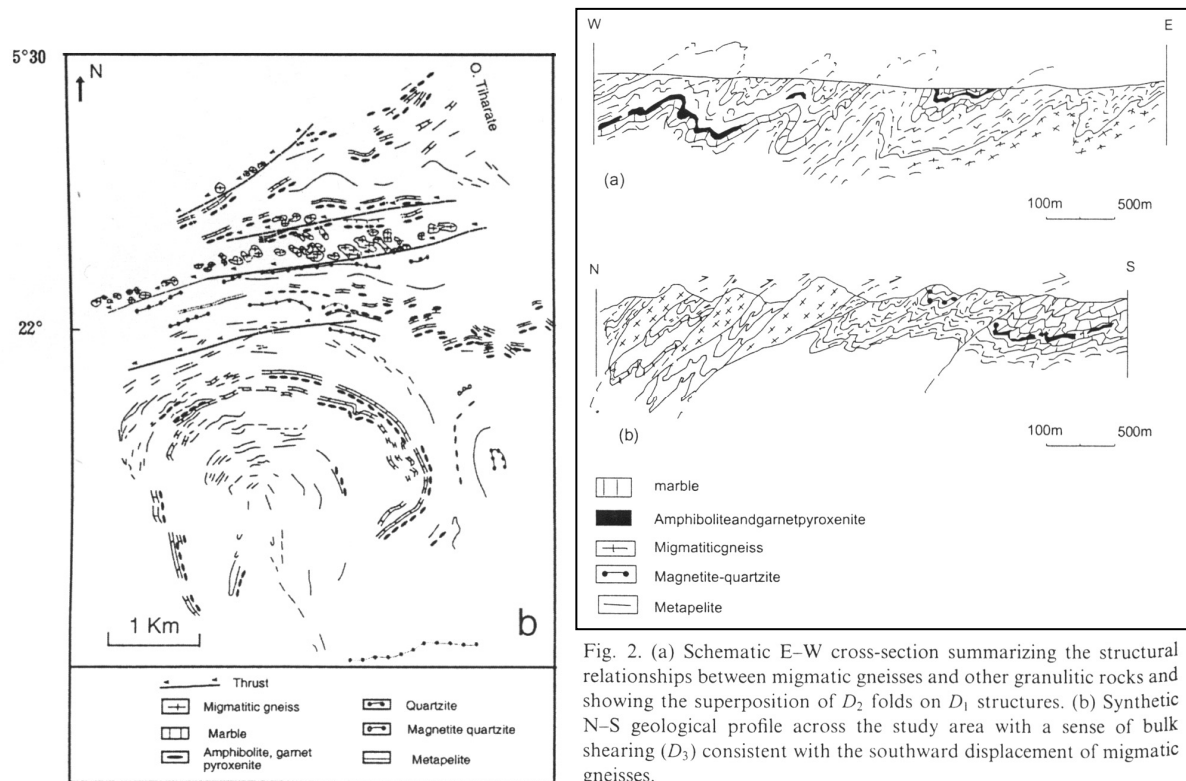 5°30
N
O. Tiharate
22°
1 Km
b
Thrust
Migmatitic gneiss
Marble
Amphibolite, garnet
pyroxenite
Quartzite
Magnetite quartzite
Metapelite
W
E
(a)
100m 500m
N
S
(b)
100m 500m
marble
Amphiboliteandgarnetpyroxenite
Migmatiticgneiss
Magnetite-quartzite
Metapelite
Fig. 2. (a) Schematic E–W cross-section summarizing the structural
relationships between migmatic gneisses and other granulitic rocks and
showing the superposition of D₂ folds on D₁ structures. (b) Synthetic
N–S geological profile across the study area with a sense of bulk
shearing (D₃) consistent with the southward displacement of migmatic
gneisses.